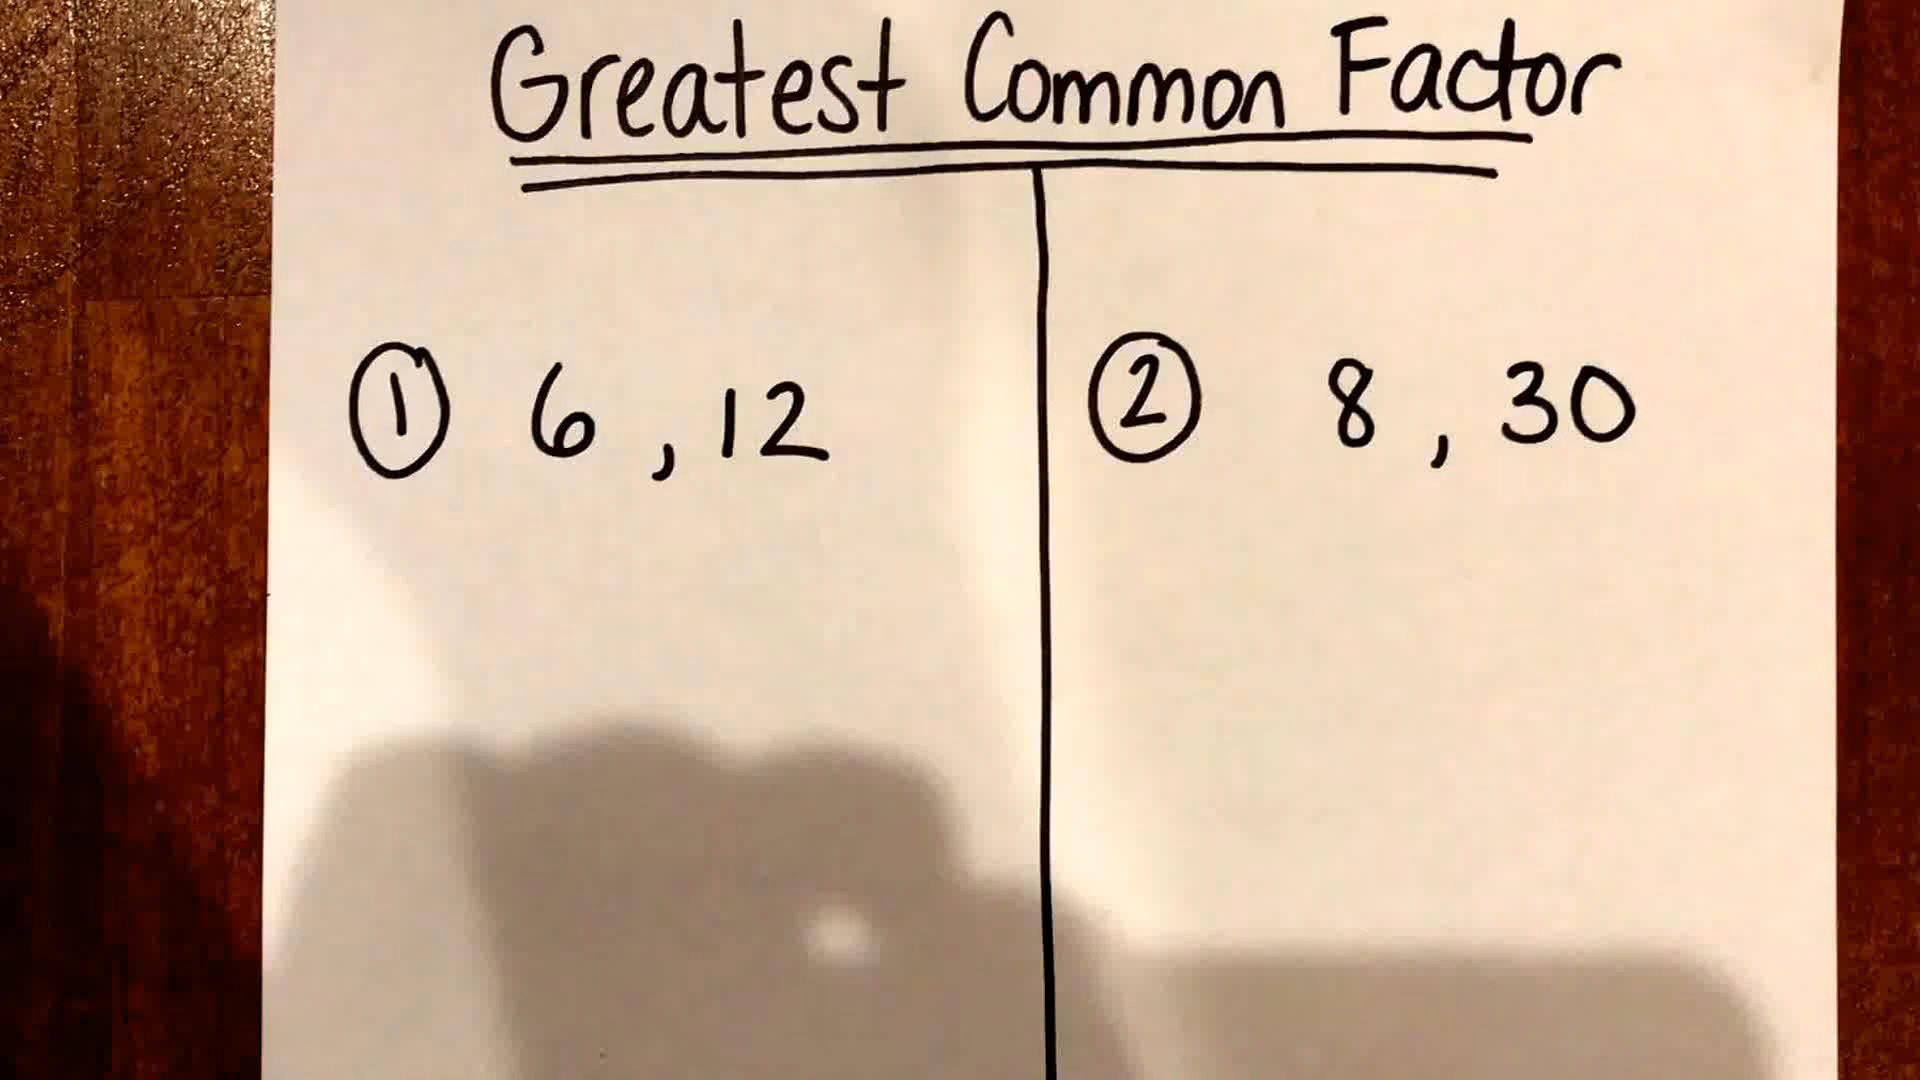 Greatest Common Factor
① 6, 12
② 8, 30